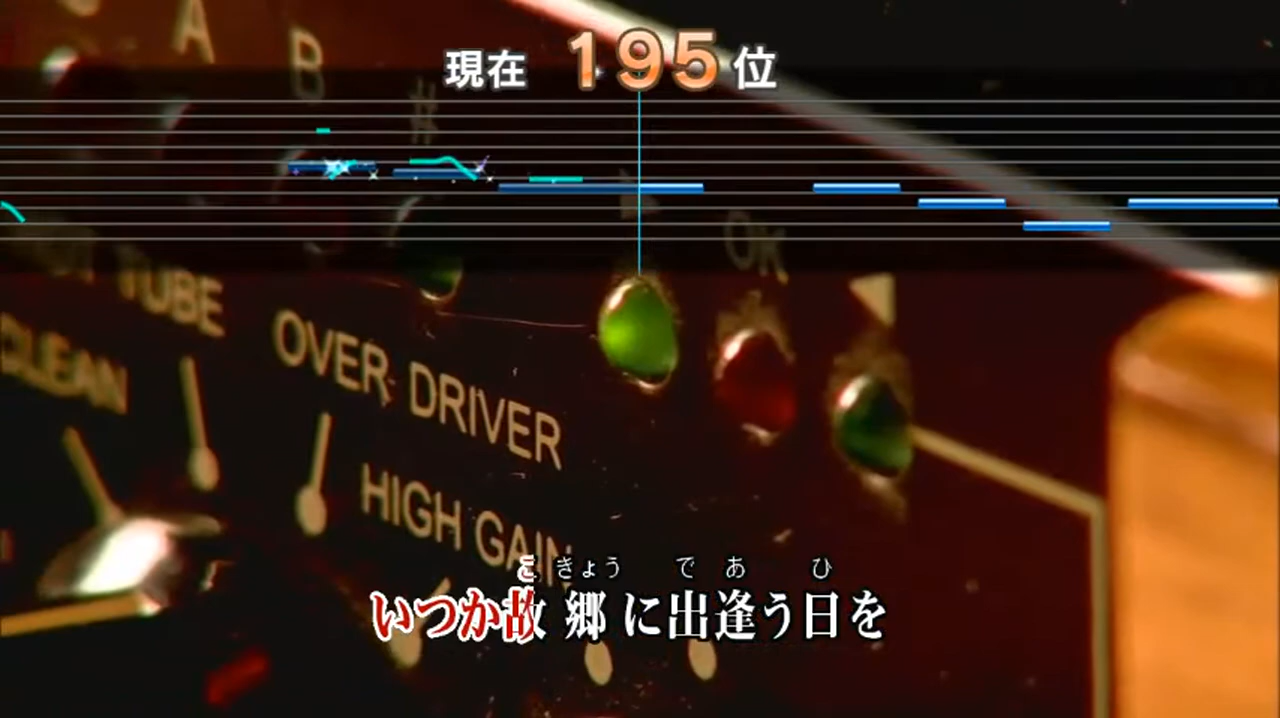 現在 195 位
A
B
#
OK
TUBE
CLEAN
OVER DRIVER
HIGH GAIN
こきょう で あ ひ
いつか故郷に出逢う日を